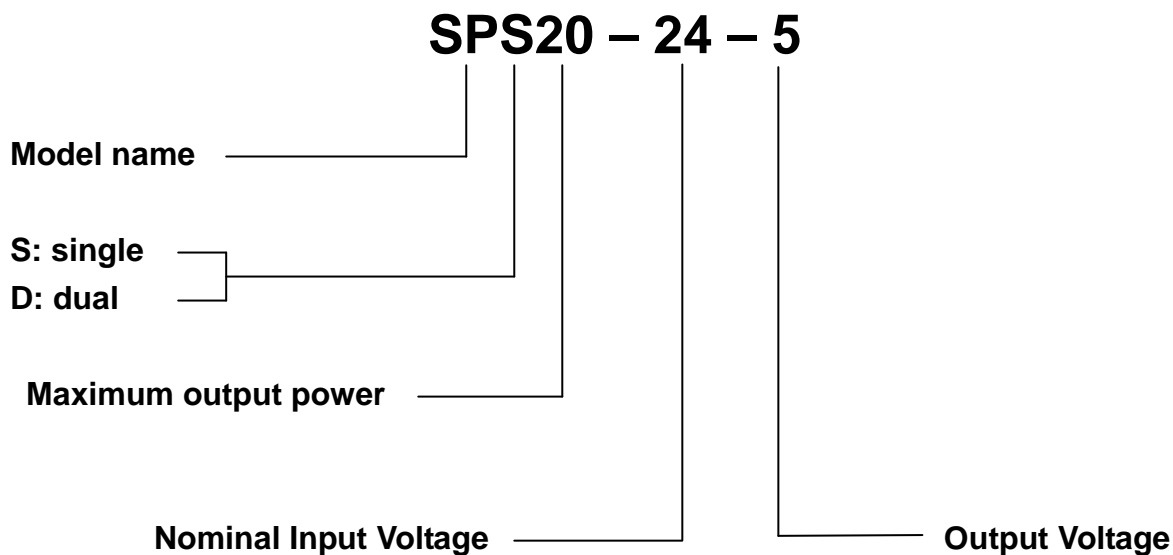 SPS20 – 24 – 5
Model name
S: single
D: dual
Maximum output power
Nominal Input Voltage
Output Voltage